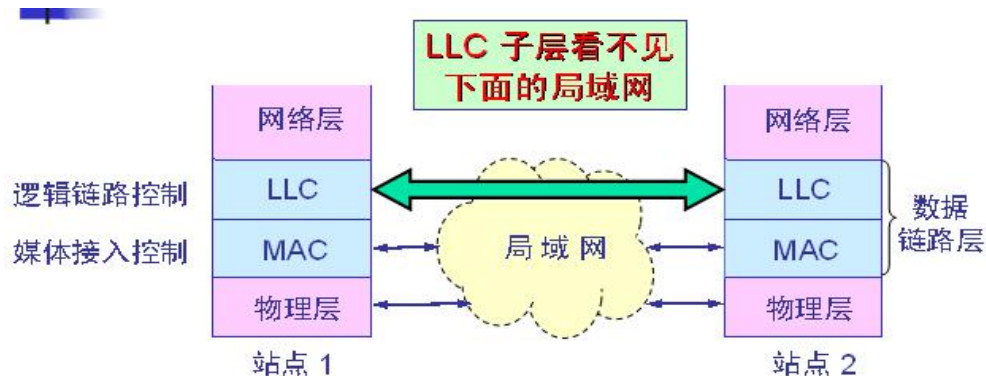 LLC 子层看不见
下面的局域网
网络层
网络层
逻辑链路控制
LLC
LLC
数据
链路层
媒体接入控制
MAC
局域网
MAC
物理层
物理层
站点 1
站点 2